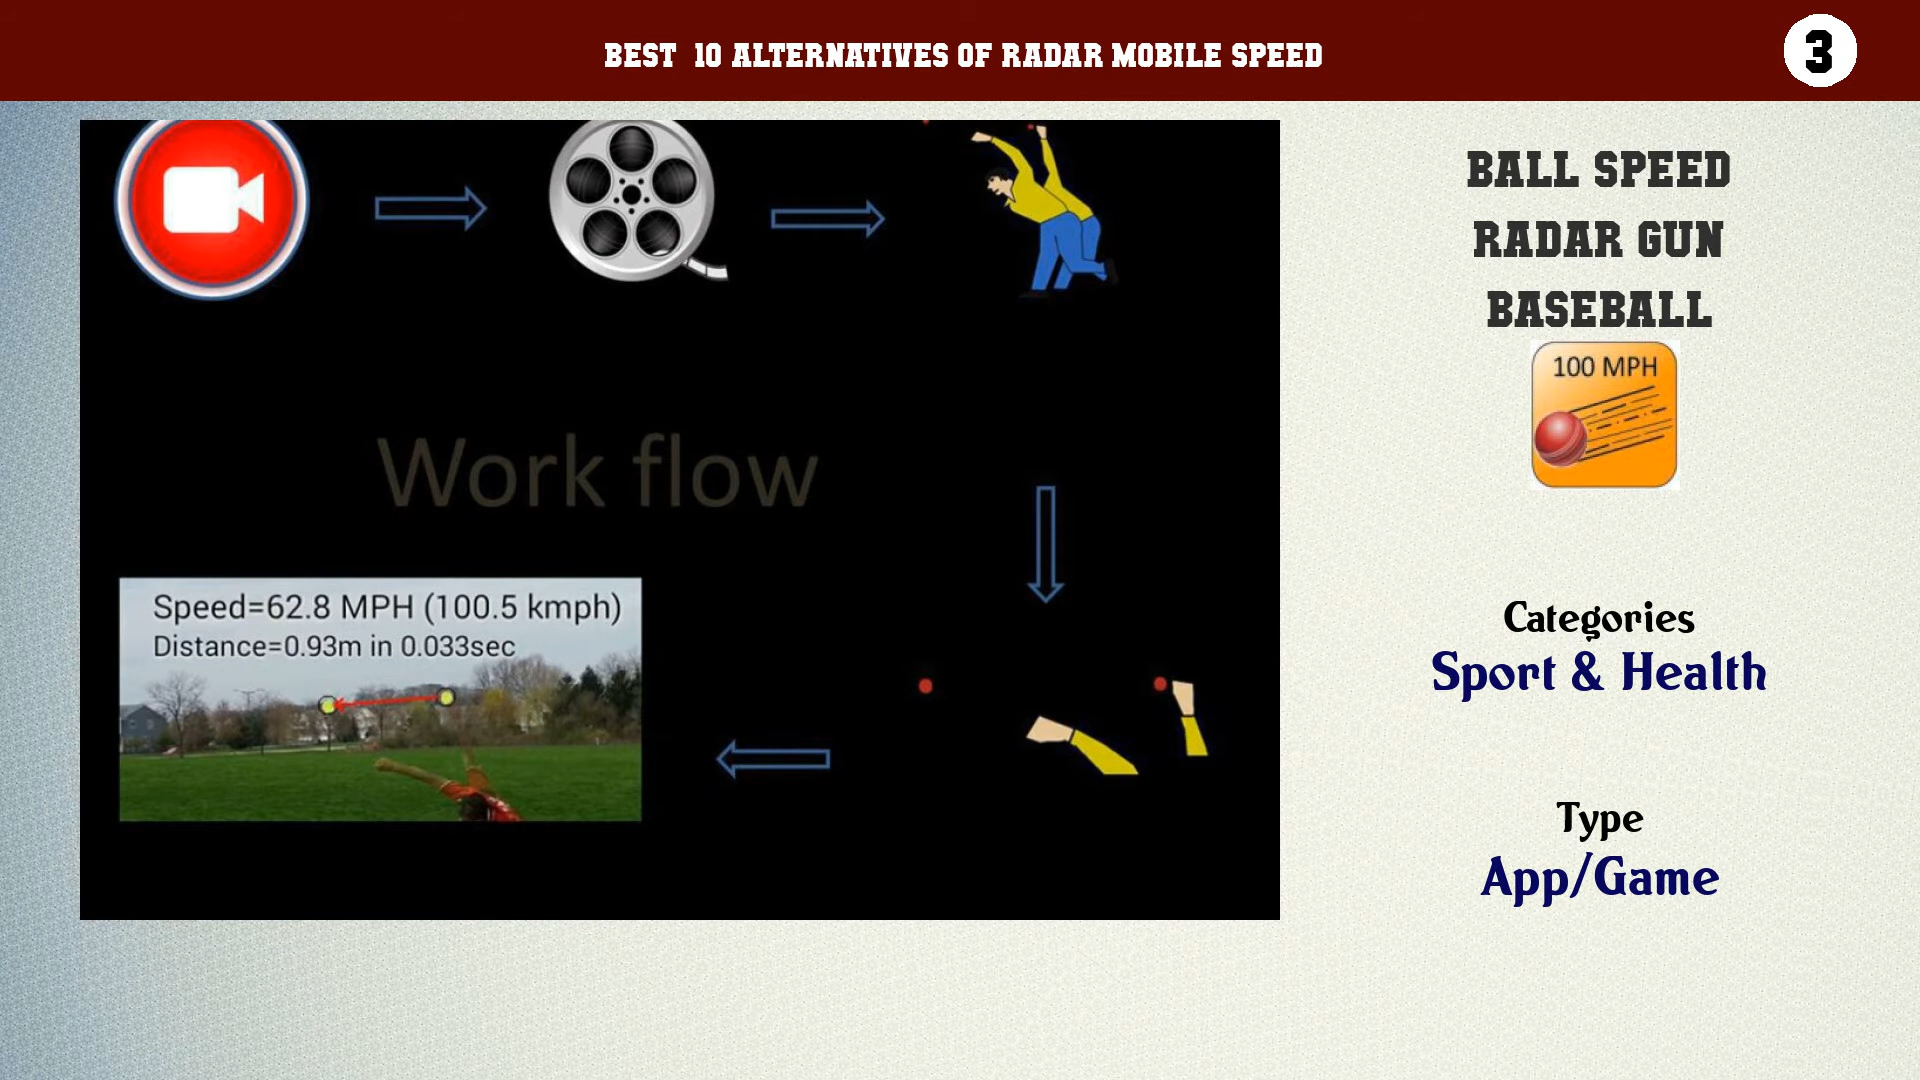 BEST 10 ALTERNATIVES OF RADAR MOBILE SPEED
3
BALL SPEED
RADAR GUN
BASEBALL
100 MPH
Work flow
Speed=62.8 MPH (100.5 kmph)
Distance=0.93m in 0.033sec
Categories
Sport & Health
Type
App/Game